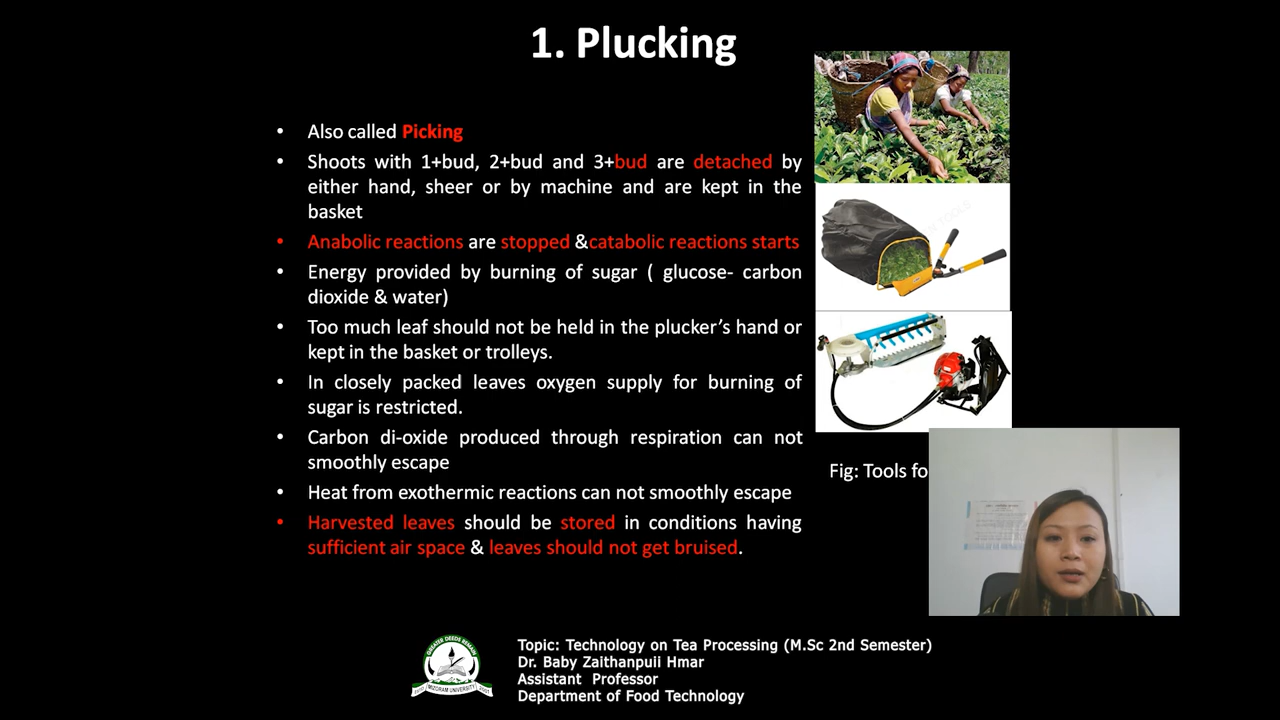 1. Plucking
• Also called Picking
• Shoots with 1+bud, 2+bud and 3+bud are detached by
either hand, sheer or by machine and are kept in the
basket
• Anabolic reactions are stopped &catabolic reactions starts
• Energy provided by burning of sugar ( glucose- carbon
dioxide & water)
• Too much leaf should not be held in the plucker’s hand or
kept in the basket or trolleys.
• In closely packed leaves oxygen supply for burning of
sugar is restricted.
• Carbon di-oxide produced through respiration can not
smoothly escape
• Heat from exothermic reactions can not smoothly escape
• Harvested leaves should be stored in conditions having
sufficient air space & leaves should not get bruised.
Fig: Tools fo
GREATER DEEDS REMAIN
MIZORAM UNIVERSITY
2001
Topic: Technology on Tea Processing (M.Sc 2nd Semester)
Dr. Baby Zaithanpuii Hmar
Assistant Professor
Department of Food Technology